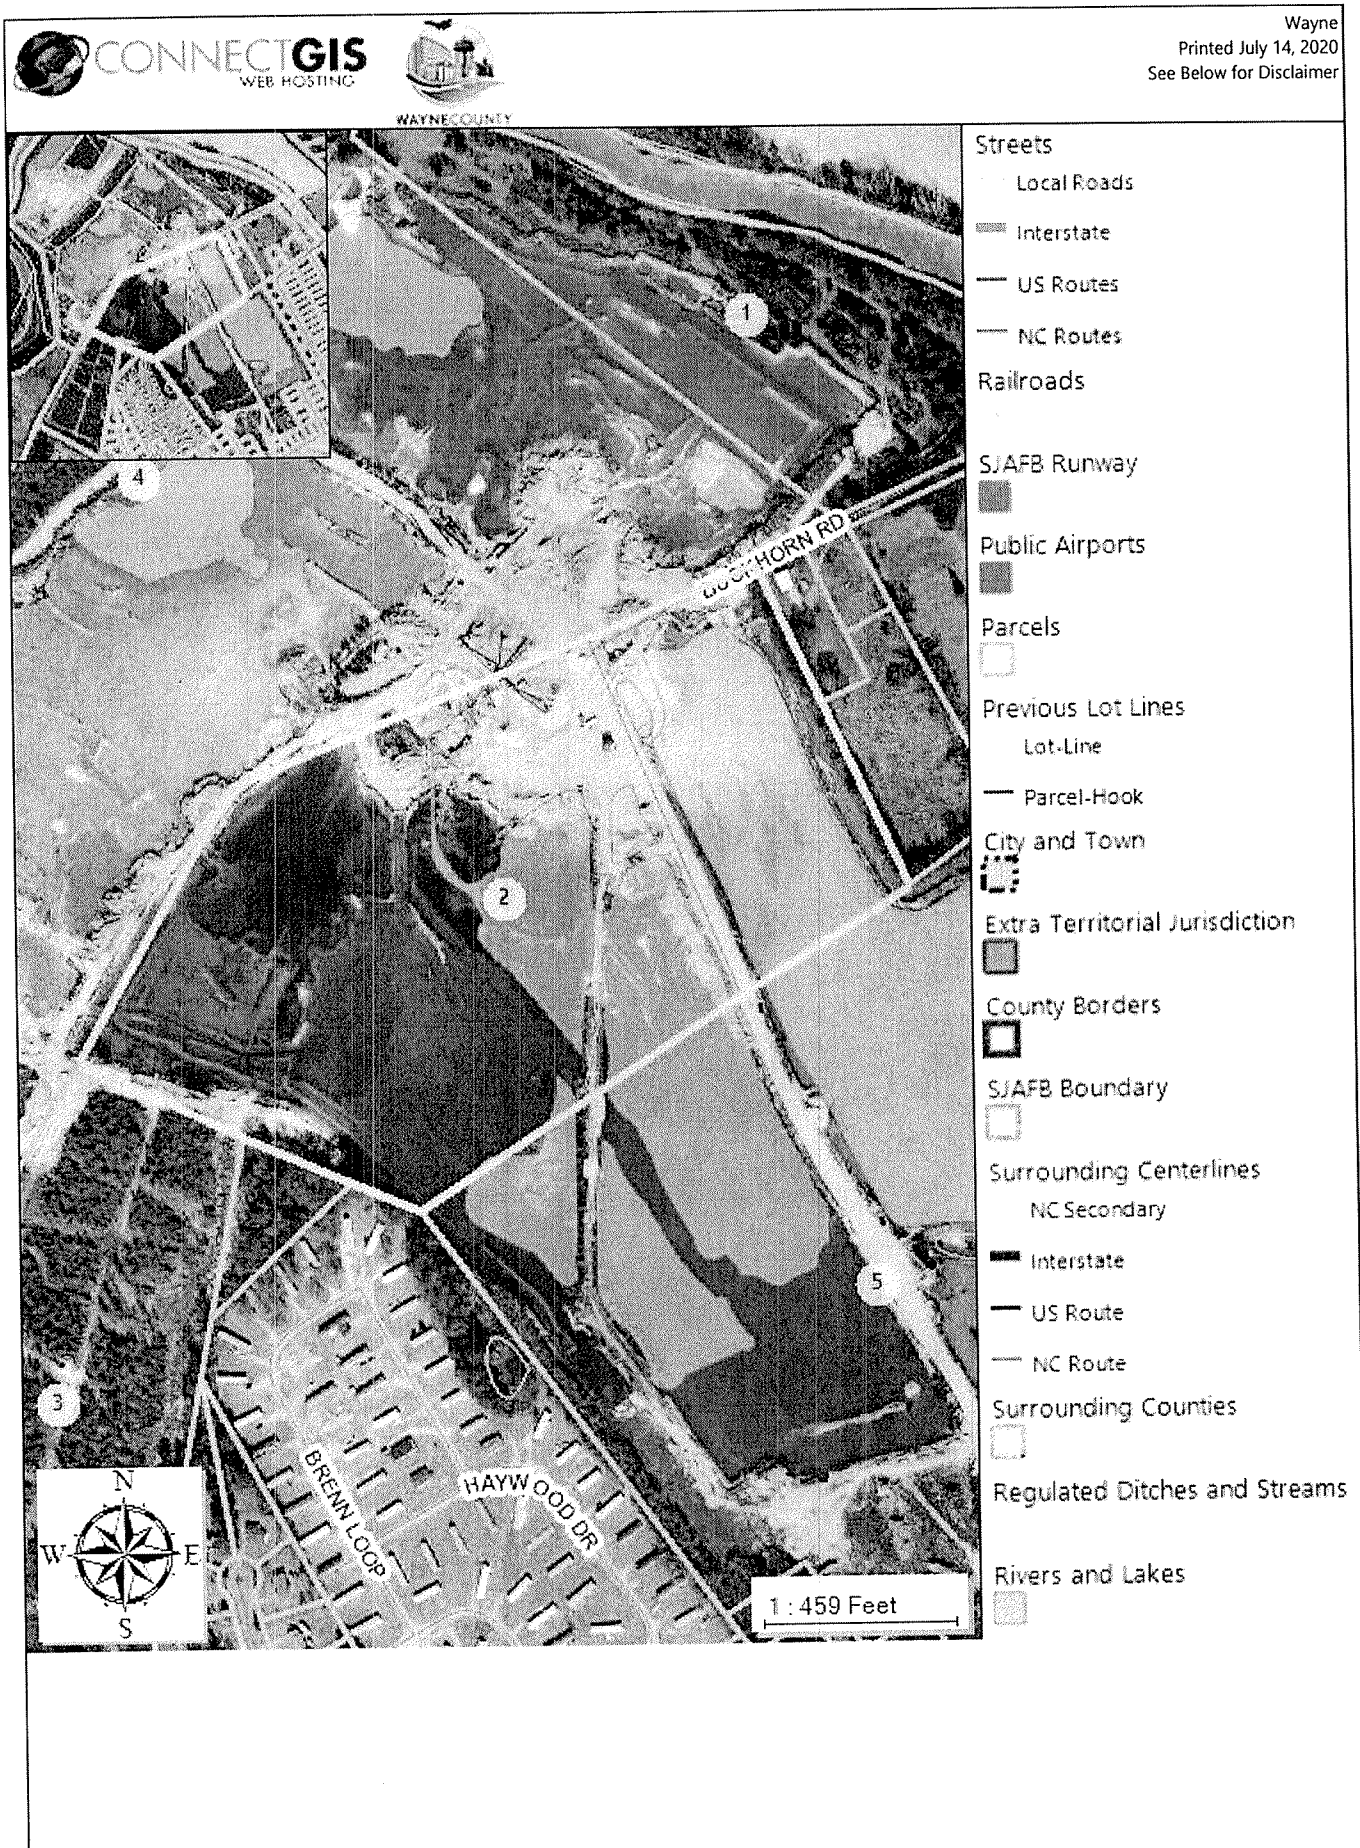 CONNECTGIS
WEB HOSTING
WAYNECOUNTY
Wayne
Printed July 14, 2020
See Below for Disclaimer
Streets
Local Roads
Interstate
US Routes
NC Routes
Railroads
SJAFB Runway
Public Airports
Parcels
Previous Lot Lines
Lot-Line
Parcel-Hook
City and Town
Extra Territorial Jurisdiction
County Borders
SJAFB Boundary
Surrounding Centerlines
NC Secondary
Interstate
US Route
NC Route
Surrounding Counties
Regulated Ditches and Streams
Rivers and Lakes
1
4
BUCKHORN RD
2
5
3
BRENN LOOP
HAYWOOD DR
N
W E
S
1 : 459 Feet